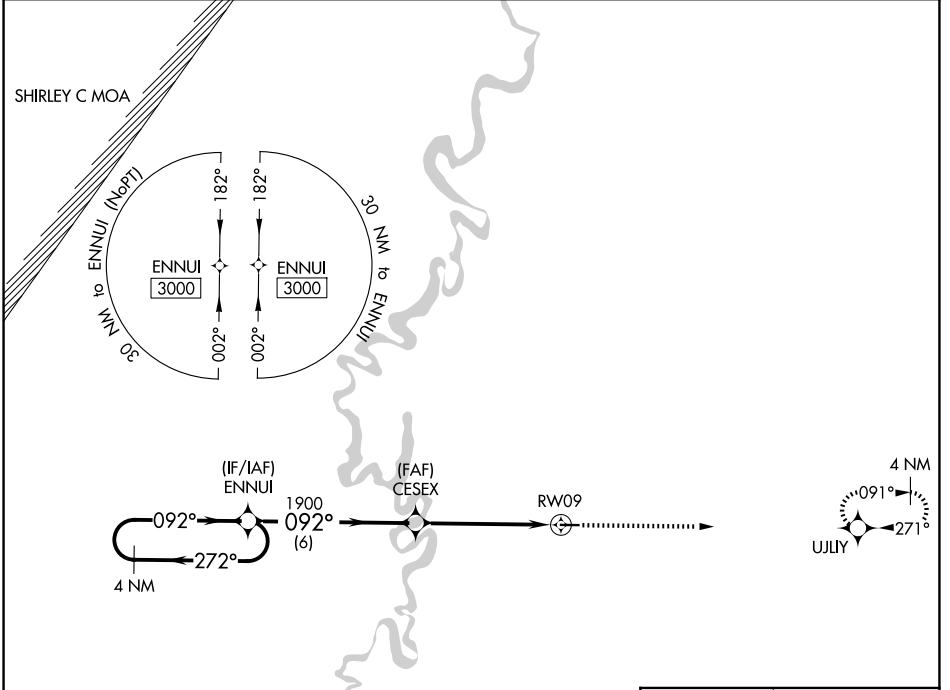 SHIRLEY C MOA
30 NM to ENNUI (NoPT)
182°
182°
30 NM to ENNUI
ENNUI
3000
ENNUI
3000
002°
002°
(IF/IAF)
ENNUI
092°
272°
4 NM
1900
092°
(6)
(FAF)
CESEX
RW09
4 NM
091°
271°
UJLIY